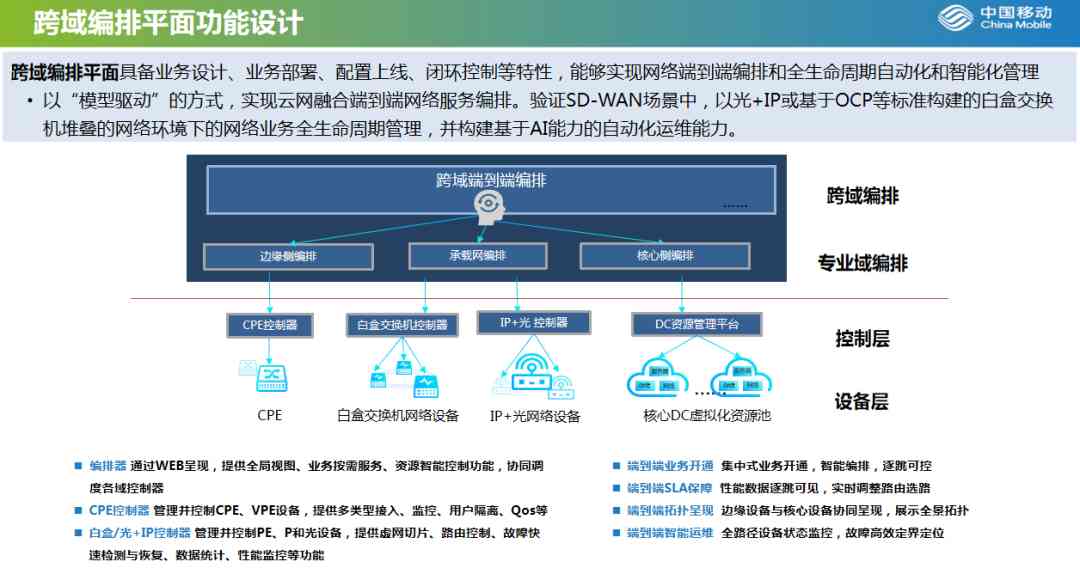 跨域编排平面功能设计
中国移动
China Mobile
跨域编排平面具备业务设计、业务部署、配置上线、闭环控制等特性，能够实现网络端到端编排和全生命周期自动化和智能化管理
• 以“模型驱动”的方式，实现云网融合端到端网络服务编排。验证SD-WAN场景中，以光+IP或基于OCP等标准构建的白盒交换
机堆叠的网络环境下的网络业务全生命周期管理，并构建基于AI能力的自动化运维能力。
跨域端到端编排
......
跨域编排
边缘侧编排
承载网编排
核心侧编排
专业域编排
CPE控制器
白盒交换机控制器
IP+光 控制器
DC资源管理平台
控制层
......
CPE
白盒交换机网络设备
IP+光网络设备
核心DC虚拟化资源池
设备层
编排器 通过WEB呈现，提供全局视图、业务按需服务、资源智能控制功能，协同调
度各域控制器
CPE控制器 管理并控制CPE、VPE设备，提供多类型接入、监控、用户隔离、Qos等
白盒/光+IP控制器 管理并控制PE、P和光设备，提供虚网切片、路由控制、故障快
速检测与恢复、数据统计、性能监控等功能
端到端业务开通 集中式业务开通，智能编排，逐跳可控
端到端SLA保障 性能数据逐跳可见，实时调整路由选路
端到端拓扑呈现 边缘设备与核心设备协同呈现，展示全景拓扑
端到端智能运维 全路径设备状态监控，故障高效定界定位